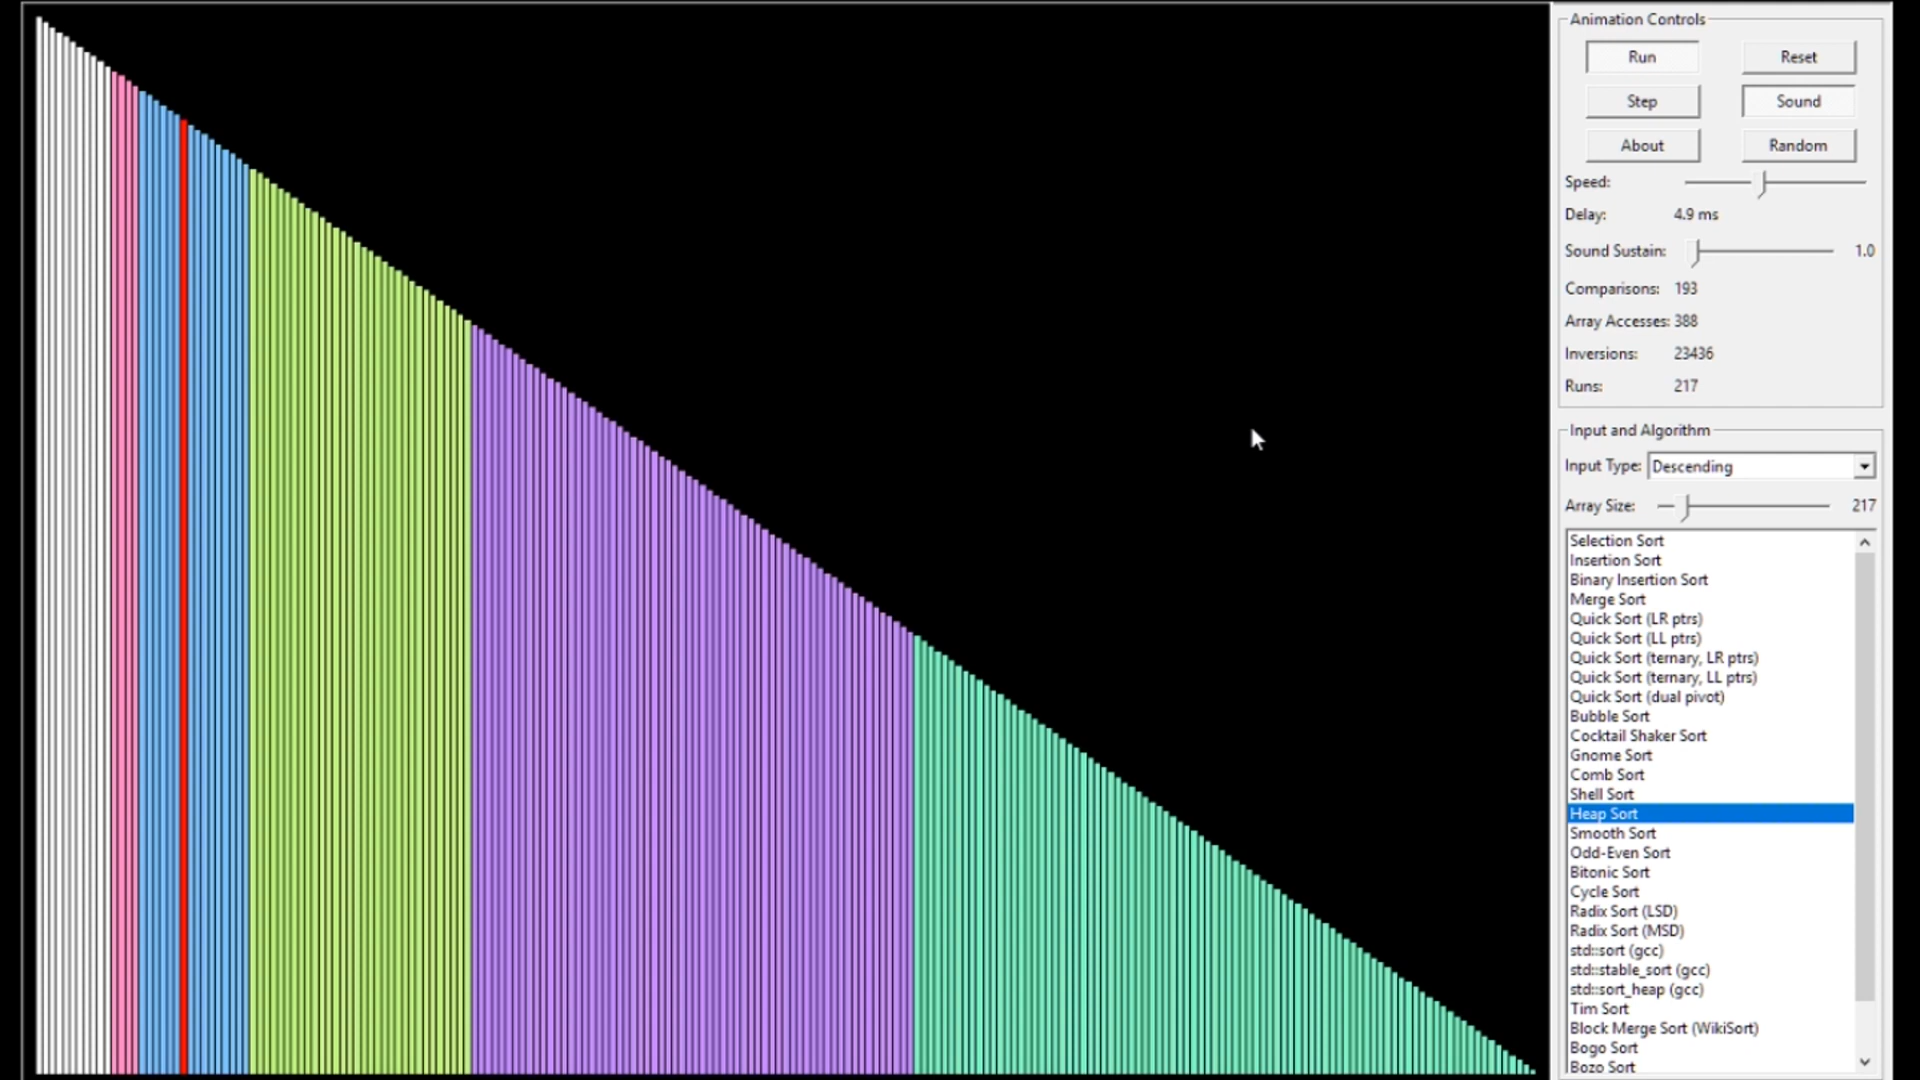 Animation Controls
Run Reset
Step Sound
About Random
Speed:
Delay: 4.9 ms
Sound Sustain: 1.0
Comparisons: 193
Array Accesses: 388
Inversions: 23436
Runs: 217
Input and Algorithm
Input Type: Descending
Array Size: 217
Selection Sort
Insertion Sort
Binary Insertion Sort
Merge Sort
Quick Sort (LR ptrs)
Quick Sort (LL ptrs)
Quick Sort (ternary, LR ptrs)
Quick Sort (ternary, LL ptrs)
Quick Sort (dual pivot)
Bubble Sort
Cocktail Shaker Sort
Gnome Sort
Comb Sort
Shell Sort
Heap Sort
Smooth Sort
Odd-Even Sort
Bitonic Sort
Cycle Sort
Radix Sort (LSD)
Radix Sort (MSD)
std::sort (gcc)
std::stable_sort (gcc)
std::sort_heap (gcc)
Tim Sort
Block Merge Sort (WikiSort)
Bogo Sort
Bozo Sort